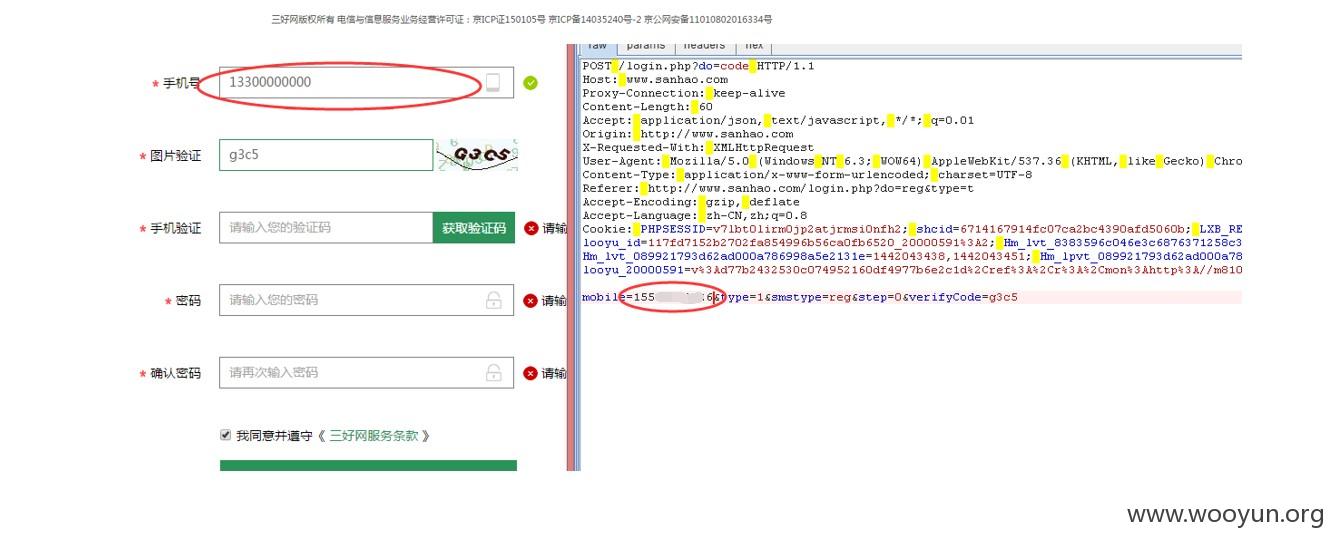 三好网版权所有 电信与信息服务业务经营许可证：京ICP证150105号 京ICP备14035240号-2 京公网安备11010802016334号
* 手机号 13300000000
* 图片验证 g3c5 G3C5
* 手机验证 请输入您的验证码 获取验证码 请输
* 密码 请输入您的密码 请输
* 确认密码 请再次输入密码 请输
我同意并遵守《 三好网服务条款 》
raw params headers hex
POST /login.php?do=code HTTP/1.1
Host: www.sanhao.com
Proxy-Connection: keep-alive
Content-Length: 60
Accept: application/json, text/javascript, */*; q=0.01
Origin: http://www.sanhao.com
X-Requested-With: XMLHttpRequest
User-Agent: Mozilla/5.0 (Windows NT 6.3; WOW64) AppleWebKit/537.36 (KHTML, like Gecko) Chro
Content-Type: application/x-www-form-urlencoded; charset=UTF-8
Referer: http://www.sanhao.com/login.php?do=reg&type=t
Accept-Encoding: gzip, deflate
Accept-Language: zh-CN,zh;q=0.8
Cookie: PHPSESSID=v7lbt0lirm0jp2atjrmsi0nfh2; shcid=6714167914fc07ca2bc4390afd5060b; LXB_RE
looyu_id=117fd7152b2702fa854996b56ca0fb6520_20000591%3A2; Hm_lvt_8383596c046e3c6876371258c3
Hm_lvt_089921793d62ad000a786998a5e2131e=1442043438,1442043451; Hm_lpvt_089921793d62ad000a78
looyu_20000591=v%3Ad77b2432530c074952160df4977b6e2c1d%2Cref%3A%2Cr%3A%2Cmon%3Ahttp%3A//m810
mobile=155 6&type=1&smstype=reg&step=0&verifyCode=g3c5
www.wooyun.org